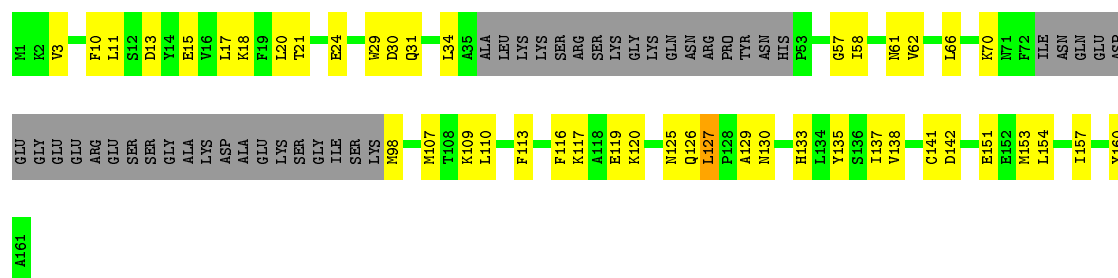 M1 K2 V3 F10 L11 S12 D13 Y14 E15 V16 L17 K18 F19 L20 T21 E24 W29 D30 Q31 L34 A35 ALA LEU LYS LYS SER ARG SER LYS GLY LYS GLN ASN ARG PRO TYR ASN HIS P53 G57 I58 N61 V62 L66 K70 N71 F72 ILE ASN GLN GLU ASP
GLU GLY GLU GLU ARG GLU SER SER GLY ALA LYS ASP ALA GLU LYS SER GLY ILE SER LYS M98 M107 T108 K109 L110 F113 F116 K117 A118 E119 K120 N125 Q126 L127 P128 A129 N130 H133 L134 Y135 S136 I137 V138 C141 D142 E151 E152 M153 L154 I157 Y160
A161